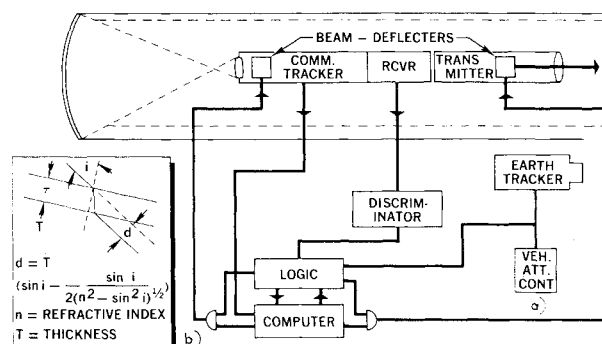 BEAM - DEFLECTERS
COMM.
TRACKER
RCVR
TRANS
MITTER
EARTH
TRACKER
DISCRIM-
INATOR
VEH.
ATT.
CONT
a)
LOGIC
COMPUTER
b)
i
τ
T
d
d = T
(sin i - sin i / 2(n² - sin² i)^½)
n = REFRACTIVE INDEX
T = THICKNESS